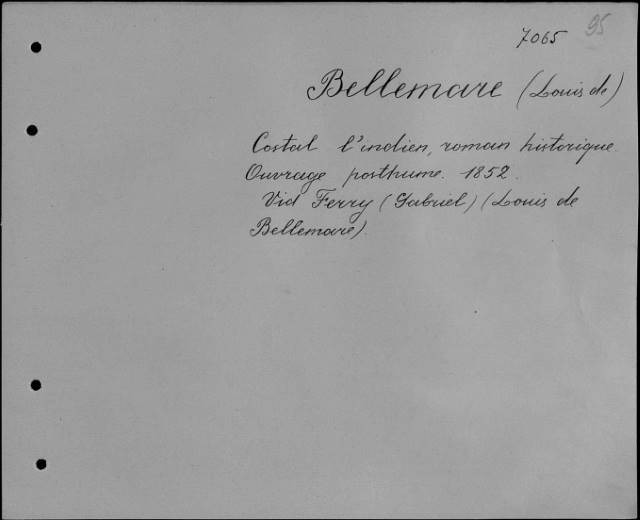 7065 95
Bellemare (Louis de)
Costal l'indien, roman historique.
Ouvrage posthume. 1852.
Vid Ferry (Gabriel) (Louis de
Bellemare).